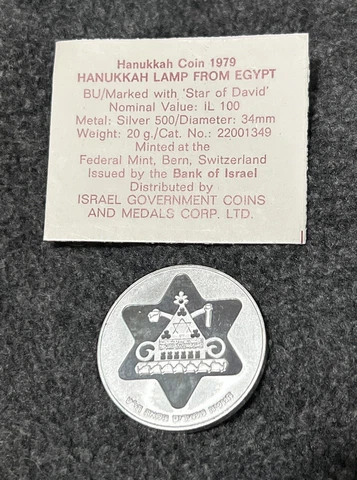 Hanukkah Coin 1979
HANUKKAH LAMP FROM EGYPT
BU/Marked with 'Star of David'
Nominal Value: IL 100
Metal: Silver 500/Diameter: 34mm
Weight: 20 g./Cat. No.: 22001349
Minted at the
Federal Mint, Bern, Switzerland
Issued by the Bank of Israel
Distributed by
ISRAEL GOVERNMENT COINS
AND MEDALS CORP. LTD.